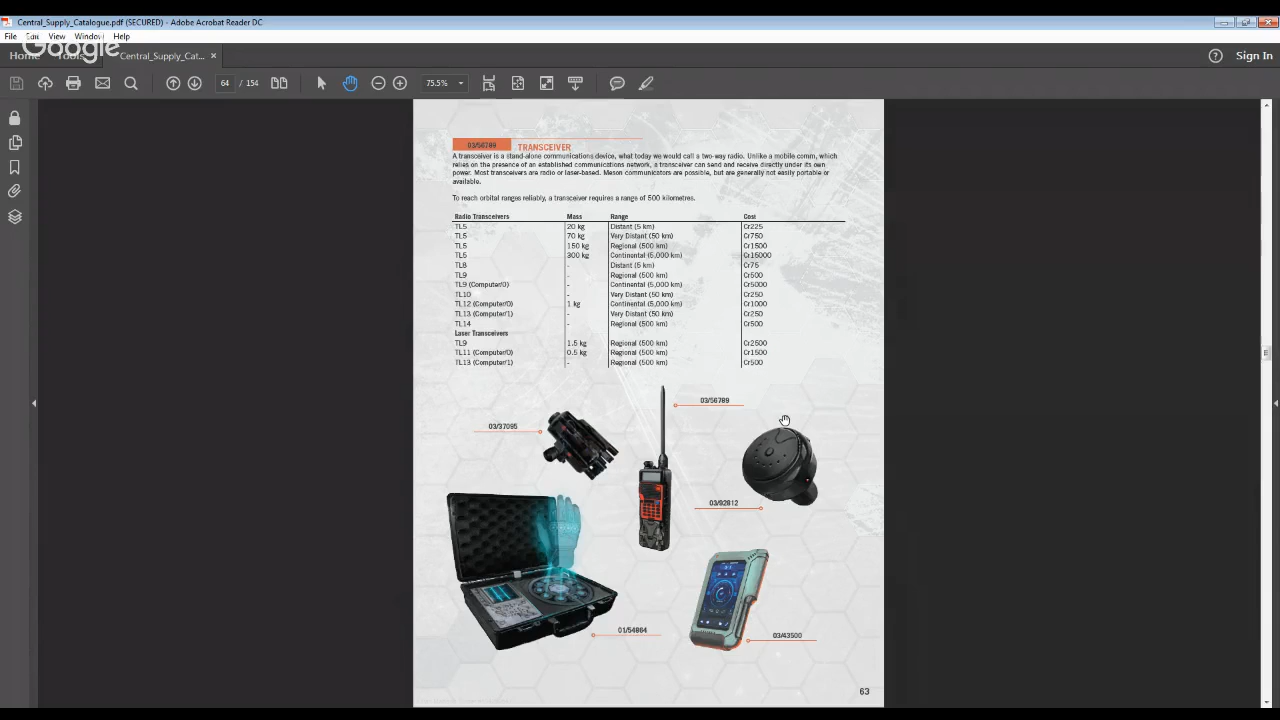 Central_Supply_Catalogue.pdf (SECURED) - Adobe Acrobat Reader DC
File Edit View Window Help
Google
Home Tools Central_Supply_Cat... Sign In
64 / 154 75.5%
03/56789 TRANSCEIVER
A transceiver is a stand-alone communications device, what today we would call a two-way radio. Unlike a mobile comm, which
relies on the presence of an established communications network, a transceiver can send and receive directly under its own
power. Most transceivers are radio or laser-based. Meson communicators are possible, but are generally not easily portable or
available.
To reach orbital ranges reliably, a transceiver requires a range of 500 kilometres.
Radio Transceivers Mass Range Cost
TL5 20 kg Distant (5 km) Cr225
TL5 70 kg Very Distant (50 km) Cr750
TL5 150 kg Regional (500 km) Cr1500
TL5 300 kg Continental (5,000 km) Cr15000
TL8 - Distant (5 km) Cr75
TL9 - Regional (500 km) Cr500
TL9 (Computer/0) - Continental (5,000 km) Cr5000
TL10 - Very Distant (50 km) Cr250
TL12 (Computer/0) 1 kg Continental (5,000 km) Cr1000
TL13 (Computer/1) - Very Distant (50 km) Cr250
TL14 - Regional (500 km) Cr500
Laser Transceivers
TL9 1.5 kg Regional (500 km) Cr2500
TL11 (Computer/0) 0.5 kg Regional (500 km) Cr1500
TL13 (Computer/1) - Regional (500 km) Cr500
03/56789
03/37095
03/92812
01/54864
03/43500
63